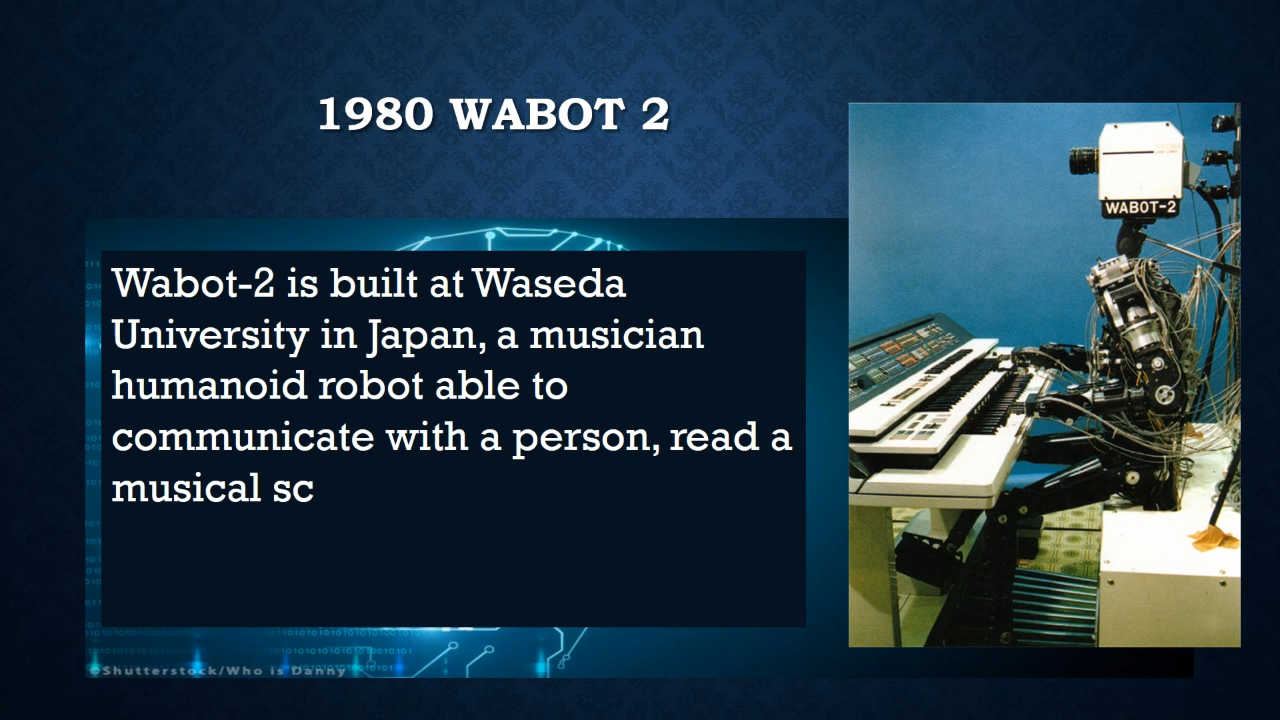 1980 WABOT 2
WABOT-2
Wabot-2 is built at Waseda
University in Japan, a musician
humanoid robot able to
communicate with a person, read a
musical sc
©Shutterstock/Who is Danny